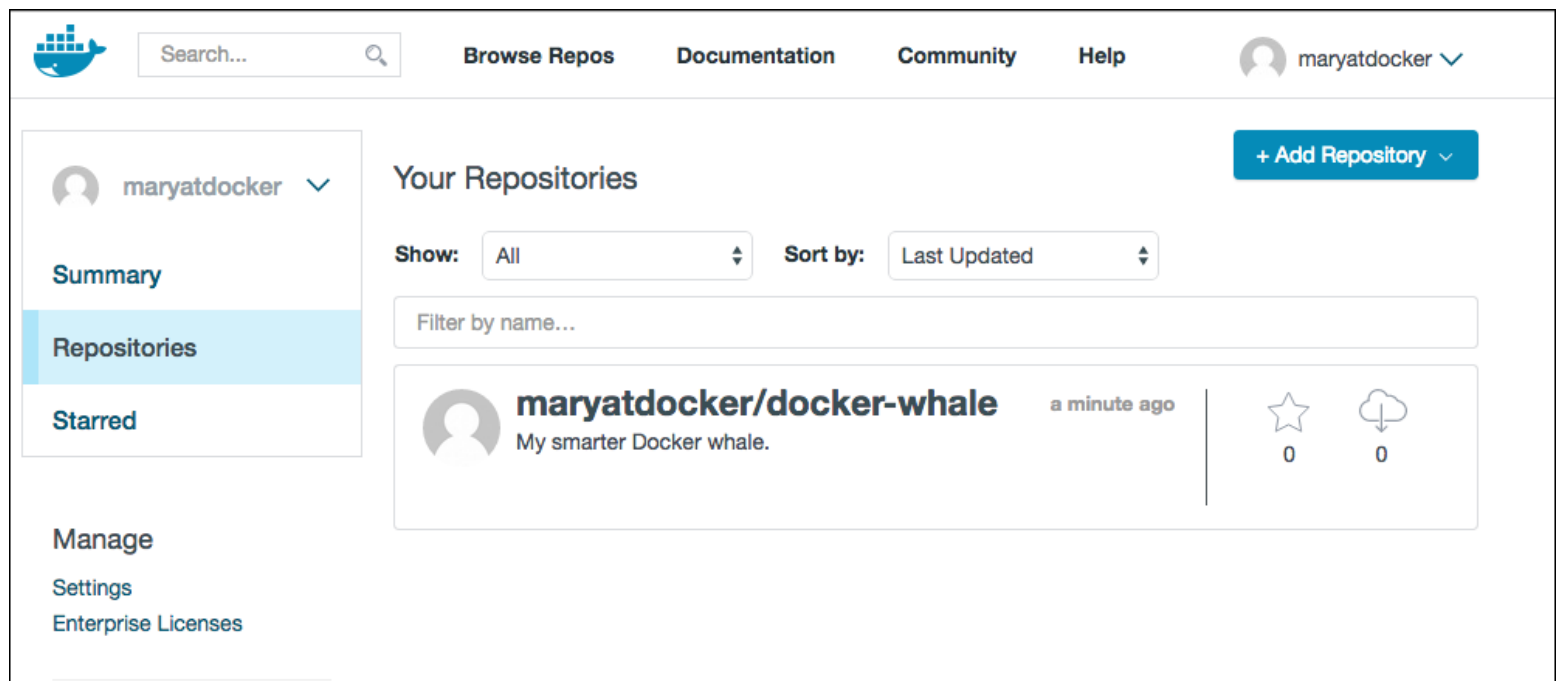 Search...
Browse Repos
Documentation
Community
Help
maryatdocker
maryatdocker
Summary
Repositories
Starred
Manage
Settings
Enterprise Licenses
+ Add Repository
Your Repositories
Show: All Sort by: Last Updated
Filter by name...
maryatdocker/docker-whale a minute ago
My smarter Docker whale.
0 0